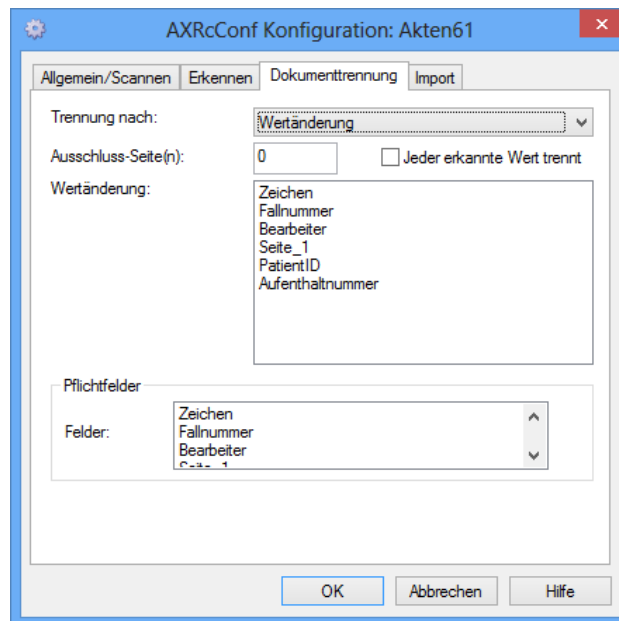 AXRcConf Konfiguration: Akten61
Allgemein/Scannen Erkennen Dokumenttrennung Import
Trennung nach: Wertänderung
Ausschluss-Seite(n): 0 Jeder erkannte Wert trennt
Wertänderung:
Zeichen
Fallnummer
Bearbeiter
Seite_1
PatientID
Aufenthaltnummer
Pflichtfelder
Felder:
Zeichen
Fallnummer
Bearbeiter
Seite_1
OK Abbrechen Hilfe